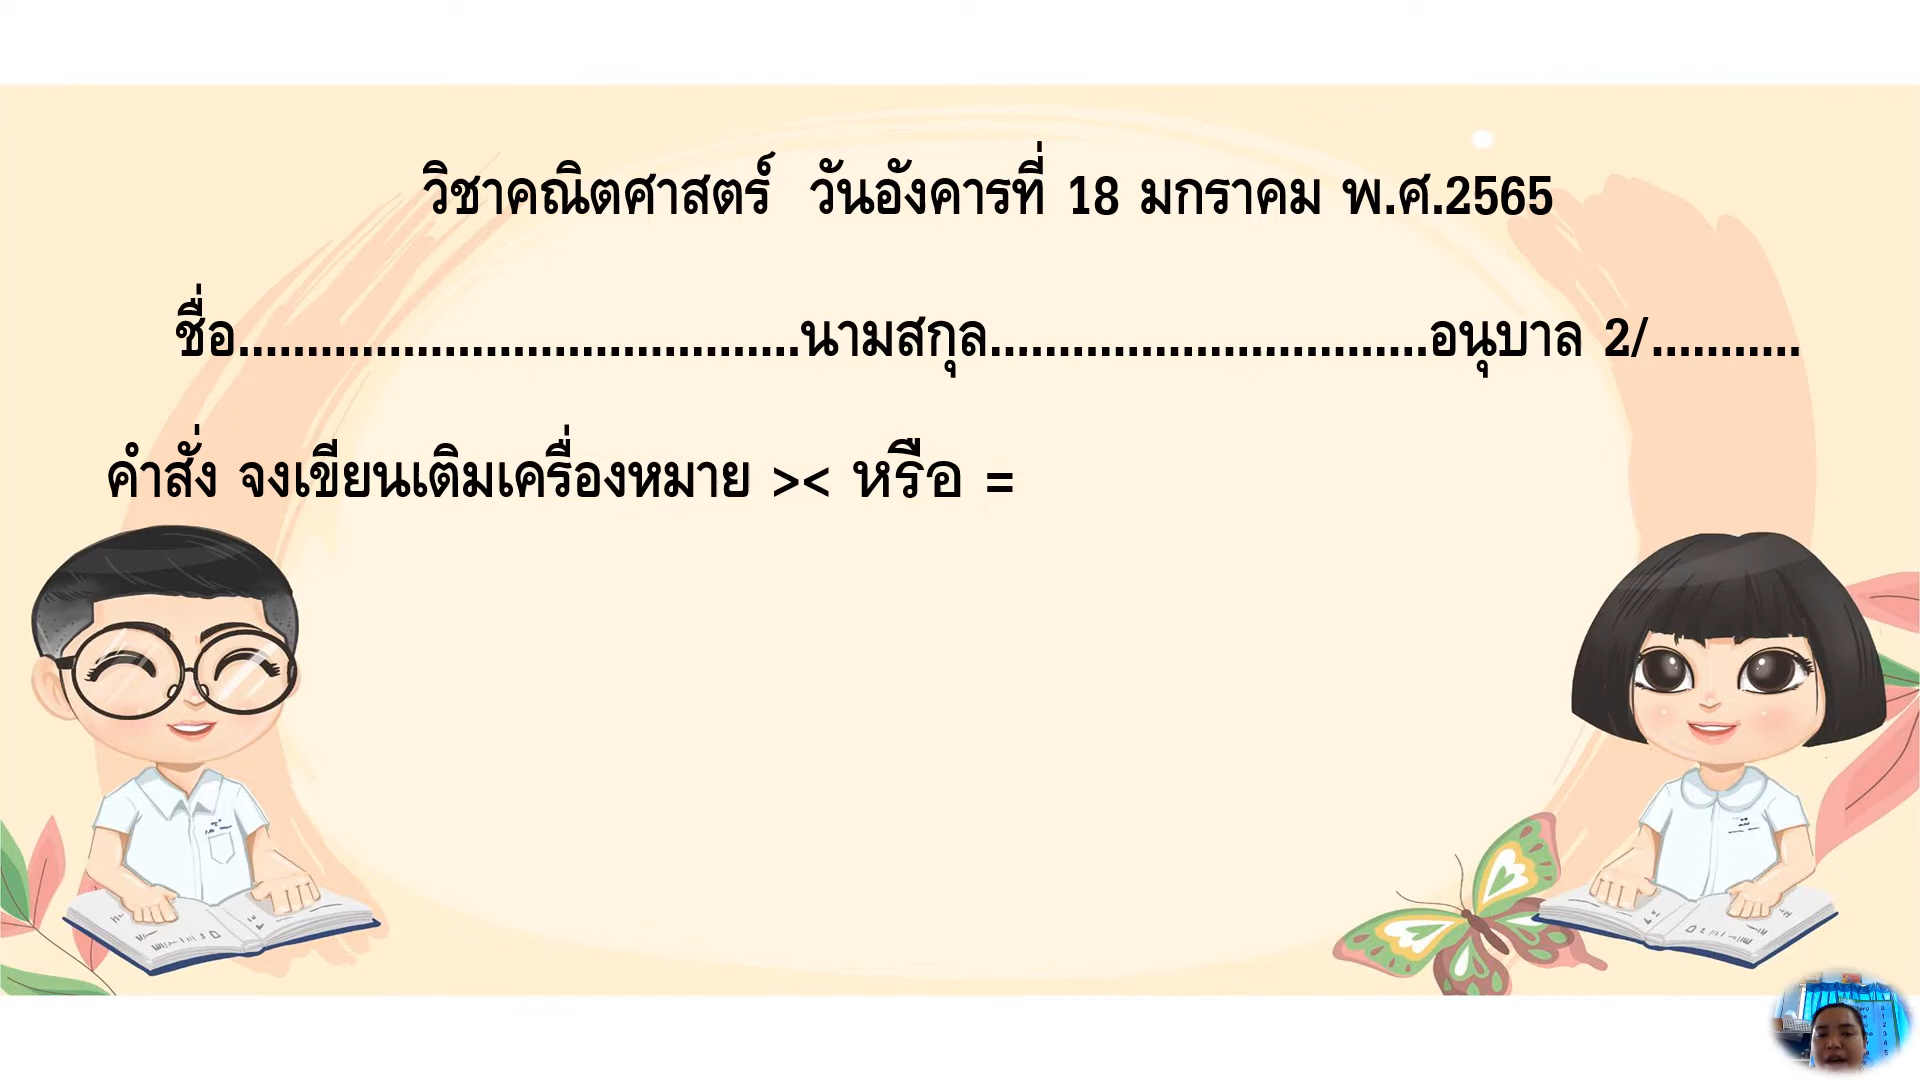 วิชาคณิตศาสตร์ วันอังคารที่ 18 มกราคม พ.ศ.2565
ชื่อ.........................................นามสกุล................................อนุบาล 2/...........
คำสั่ง จงเขียนเติมเครื่องหมาย >< หรือ =